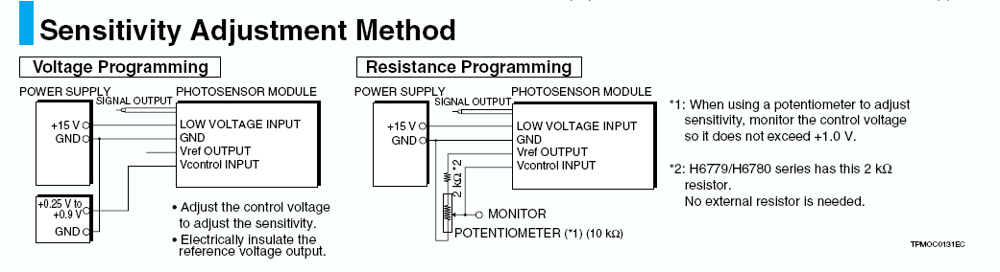 Sensitivity Adjustment Method
Voltage Programming
POWER SUPPLY
SIGNAL OUTPUT
PHOTOSENSOR MODULE
+15 V
GND
LOW VOLTAGE INPUT
GND
Vref OUTPUT
Vcontrol INPUT
+0.25 V to
+0.9 V
GND
• Adjust the control voltage
to adjust the sensitivity.
• Electrically insulate the
reference voltage output.
Resistance Programming
POWER SUPPLY
SIGNAL OUTPUT
PHOTOSENSOR MODULE
+15 V
GND
LOW VOLTAGE INPUT
GND
Vref OUTPUT
Vcontrol INPUT
2 kΩ *2
MONITOR
POTENTIOMETER (*1) (10 kΩ)
*1: When using a potentiometer to adjust
sensitivity, monitor the control voltage
so it does not exceed +1.0 V.
*2: H6779/H6780 series has this 2 kΩ
resistor.
No external resistor is needed.
TPMOC0131EC